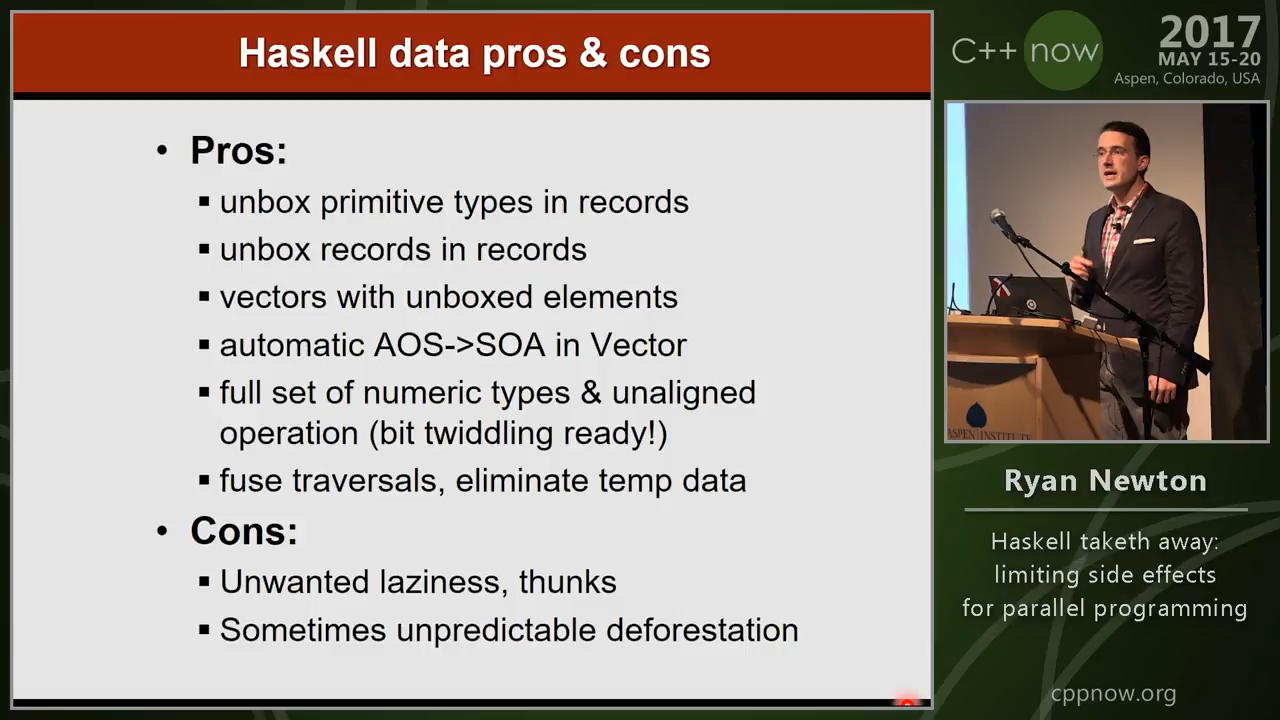 Haskell data pros & cons
• Pros:
▪ unbox primitive types in records
▪ unbox records in records
▪ vectors with unboxed elements
▪ automatic AOS->SOA in Vector
▪ full set of numeric types & unaligned
operation (bit twiddling ready!)
▪ fuse traversals, eliminate temp data
• Cons:
▪ Unwanted laziness, thunks
▪ Sometimes unpredictable deforestation
C++ now
2017
MAY 15-20
Aspen, Colorado, USA
ASPEN INSTITUTE
Ryan Newton
Haskell taketh away:
limiting side effects
for parallel programming
cppnow.org